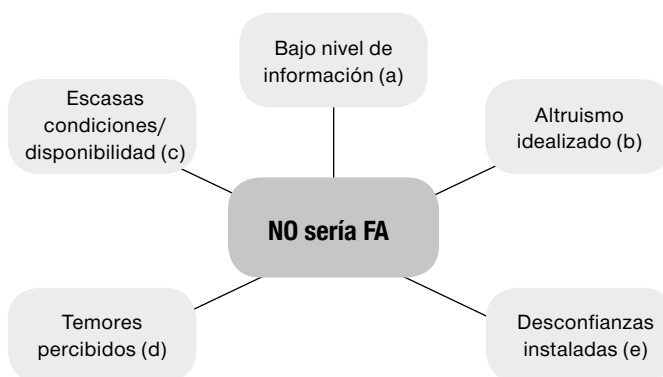 Bajo nivel de
información (a)
Escasas
condiciones/
disponibilidad (c)
Altruismo
idealizado (b)
NO sería FA
Temores
percibidos (d)
Desconfianzas
instaladas (e)